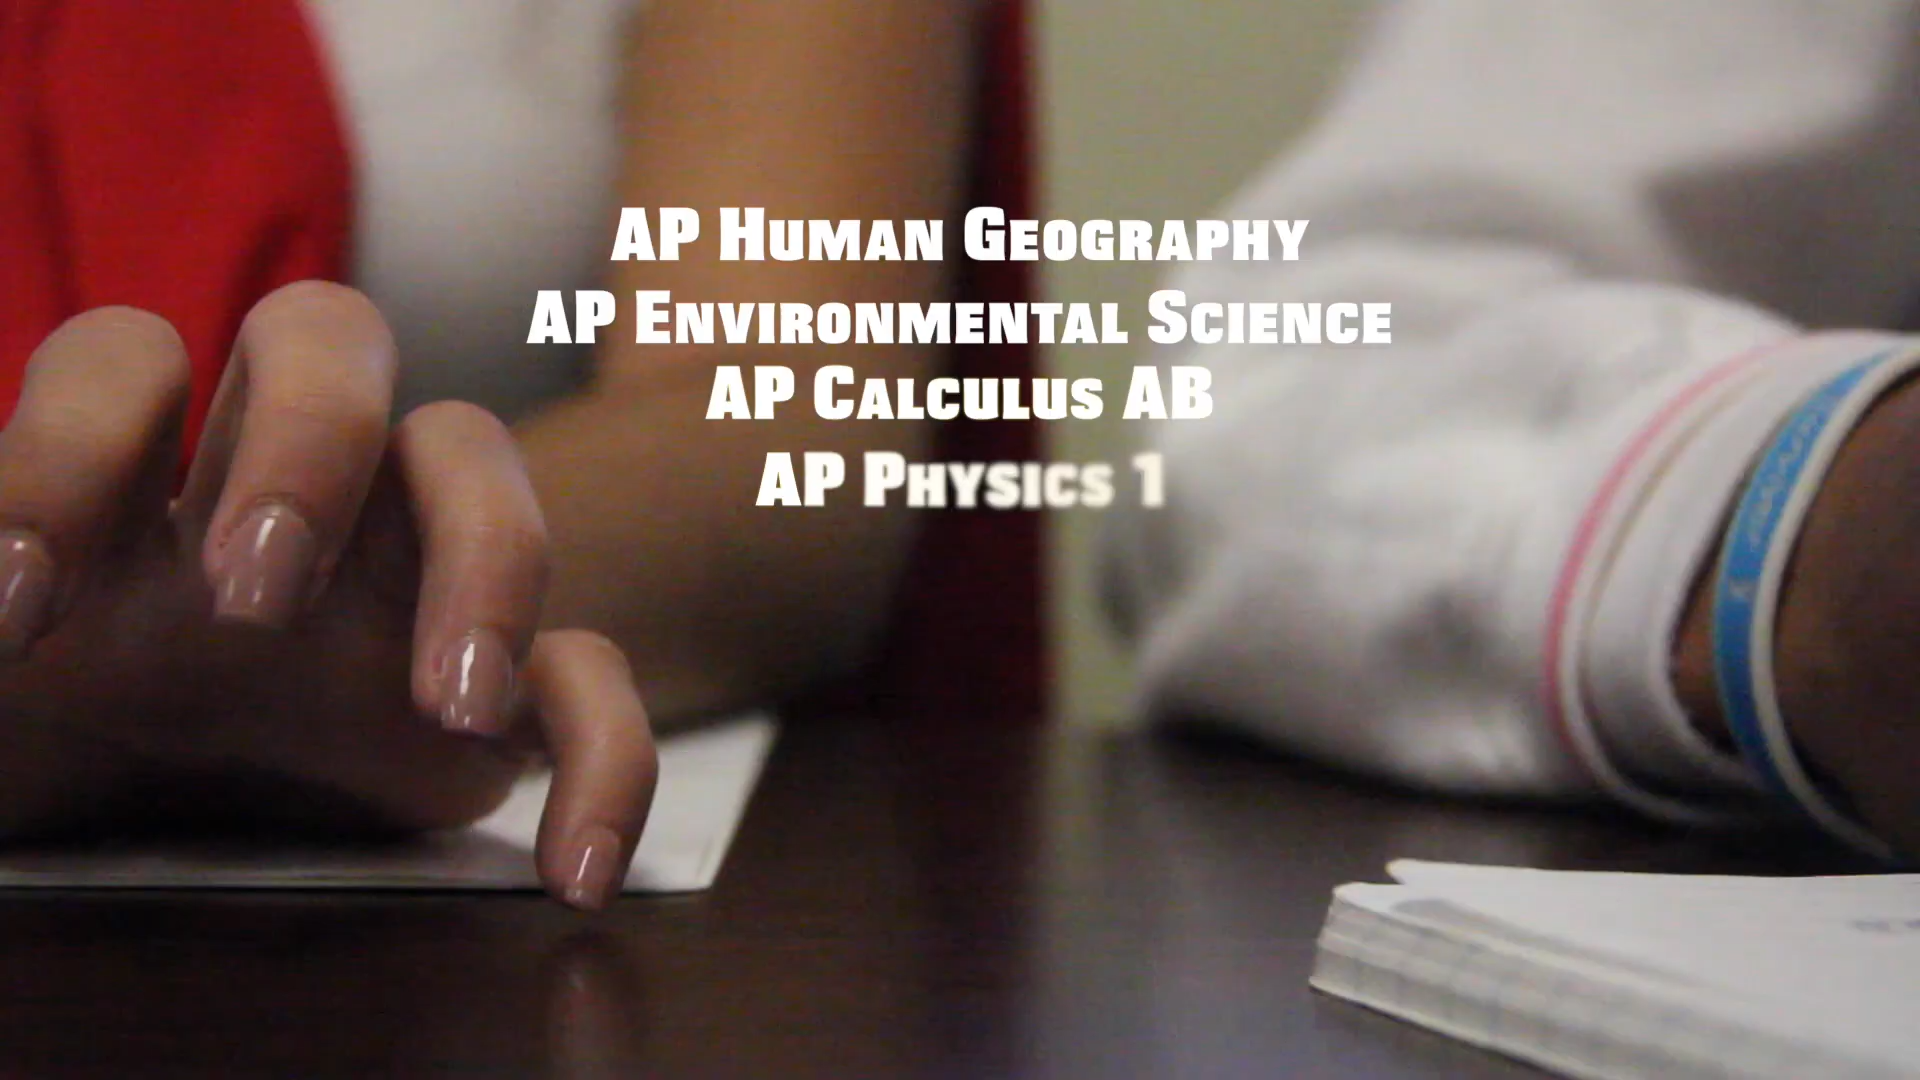 AP Human Geography
AP Environmental Science
AP Calculus AB
AP Physics 1